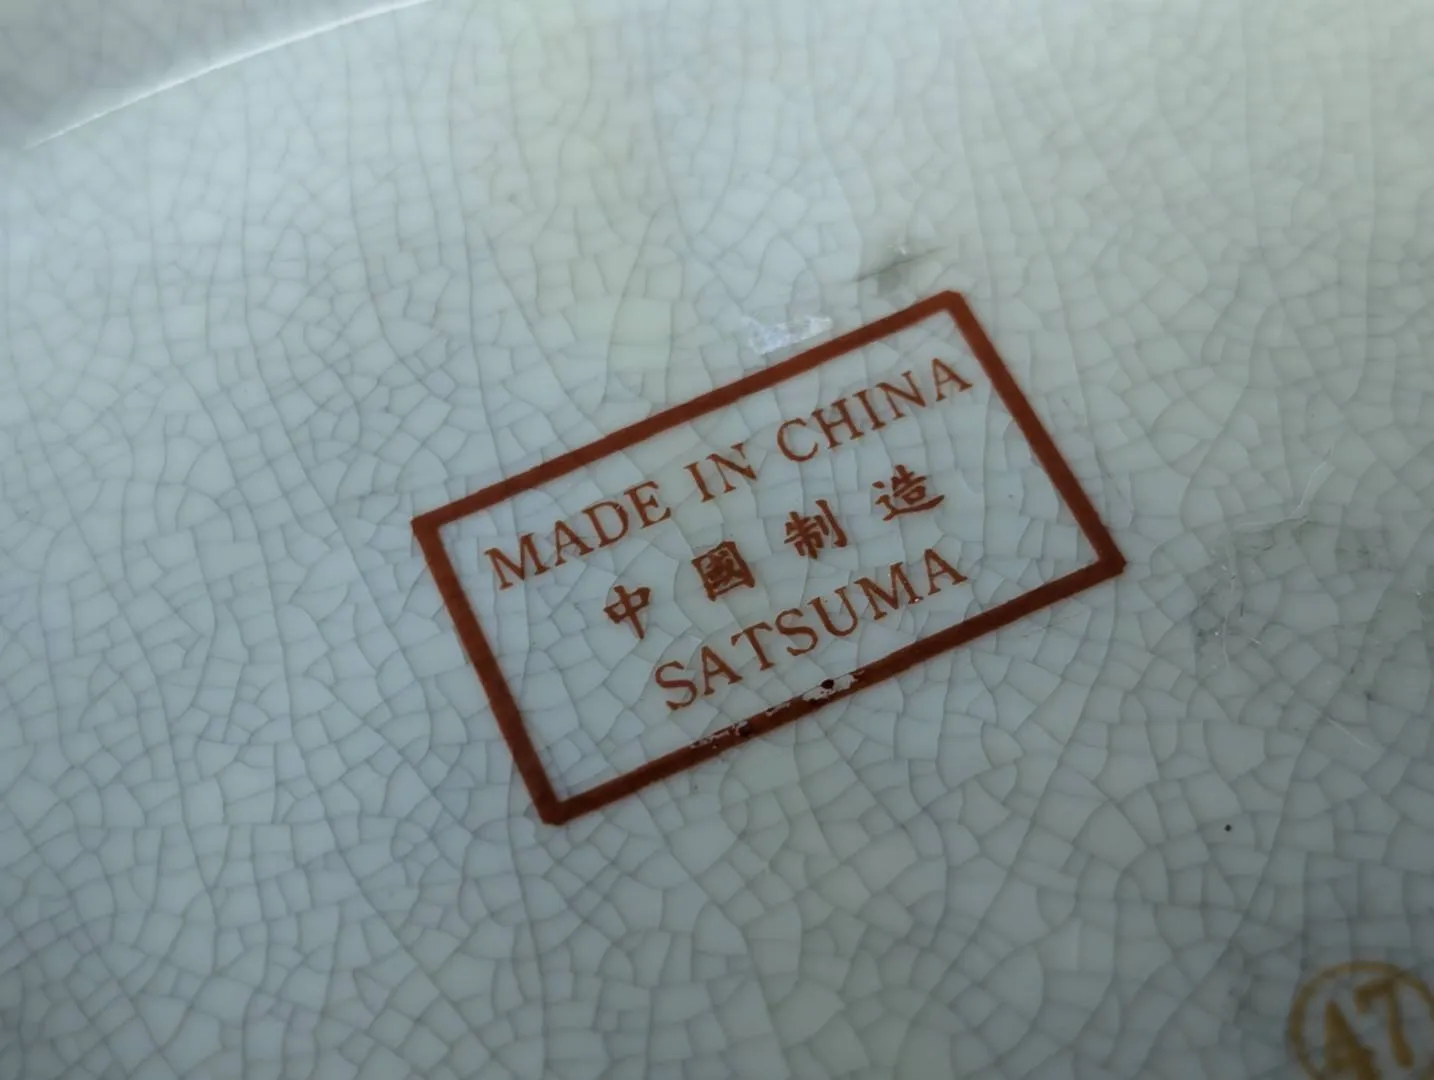 MADE IN CHINA
中國制造
SATSUMA
47